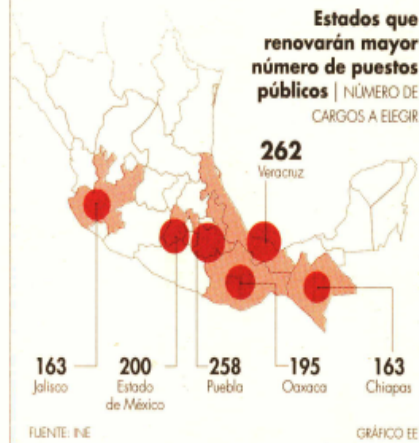 Estados que
renovarán mayor
número de puestos
públicos | NÚMERO DE
CARGOS A ELEGIR
262
Veracruz
163
Jalisco
200
Estado
de México
258
Puebla
195
Oaxaca
163
Chiapas
FUENTE: INE
GRÁFICO EE